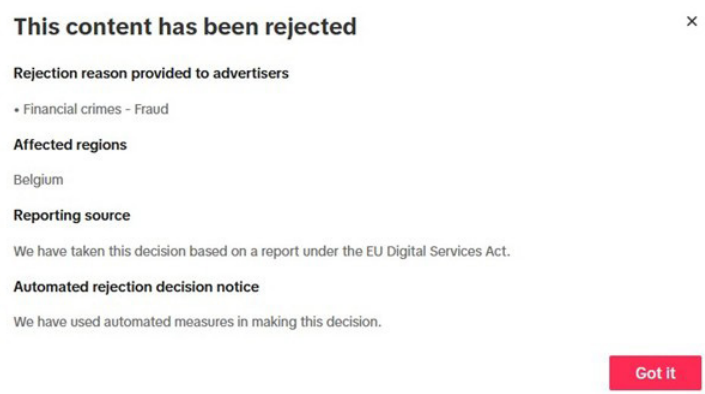 This content has been rejected
Rejection reason provided to advertisers
• Financial crimes - Fraud
Affected regions
Belgium
Reporting source
We have taken this decision based on a report under the EU Digital Services Act.
Automated rejection decision notice
We have used automated measures in making this decision.
Got it